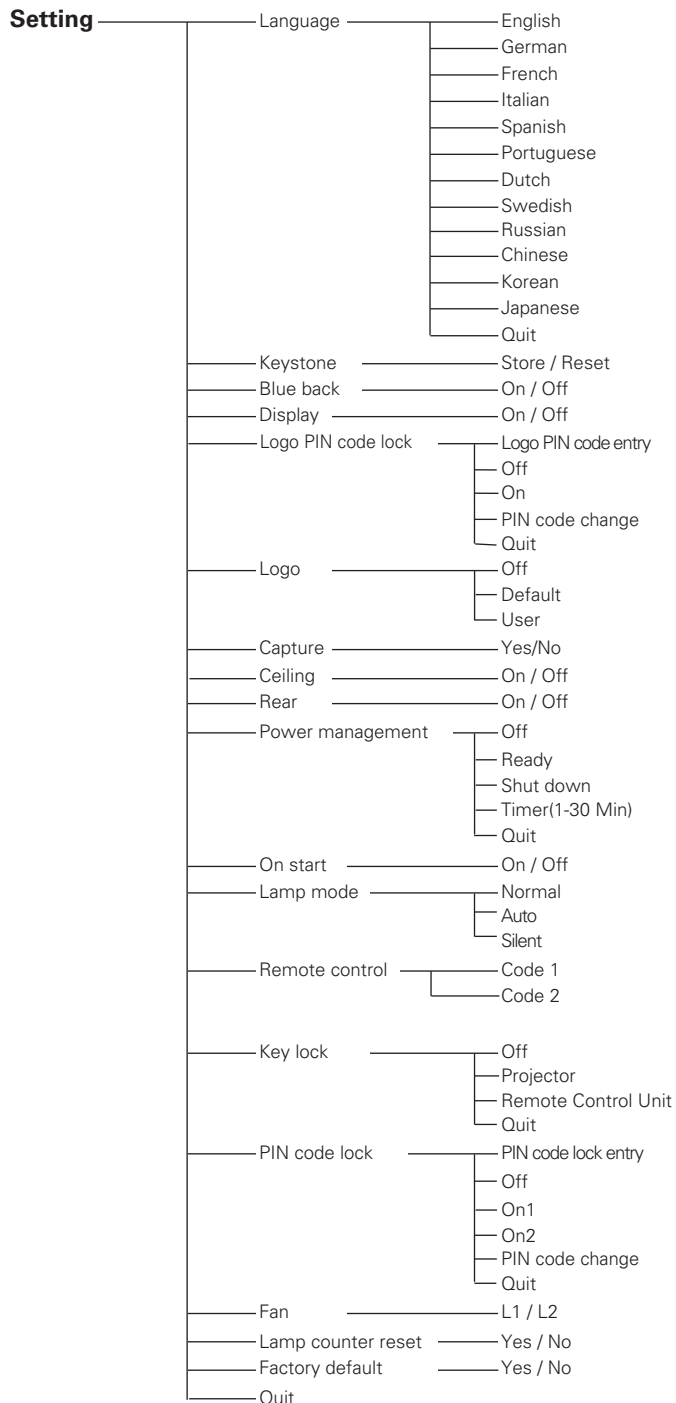 Setting Language English
German
French
Italian
Spanish
Portuguese
Dutch
Swedish
Russian
Chinese
Korean
Japanese
Quit
Keystone Store / Reset
Blue back On / Off
Display On / Off
Logo PIN code lock Logo PIN code entry
Off
On
PIN code change
Quit
Logo Off
Default
User
Capture Yes/No
Ceiling On / Off
Rear On / Off
Power management Off
Ready
Shut down
Timer(1-30 Min)
Quit
On start On / Off
Lamp mode Normal
Auto
Silent
Remote control Code 1
Code 2
Key lock Off
Projector
Remote Control Unit
Quit
PIN code lock PIN code lock entry
Off
On1
On2
PIN code change
Quit
Fan L1 / L2
Lamp counter reset Yes / No
Factory default Yes / No
Quit